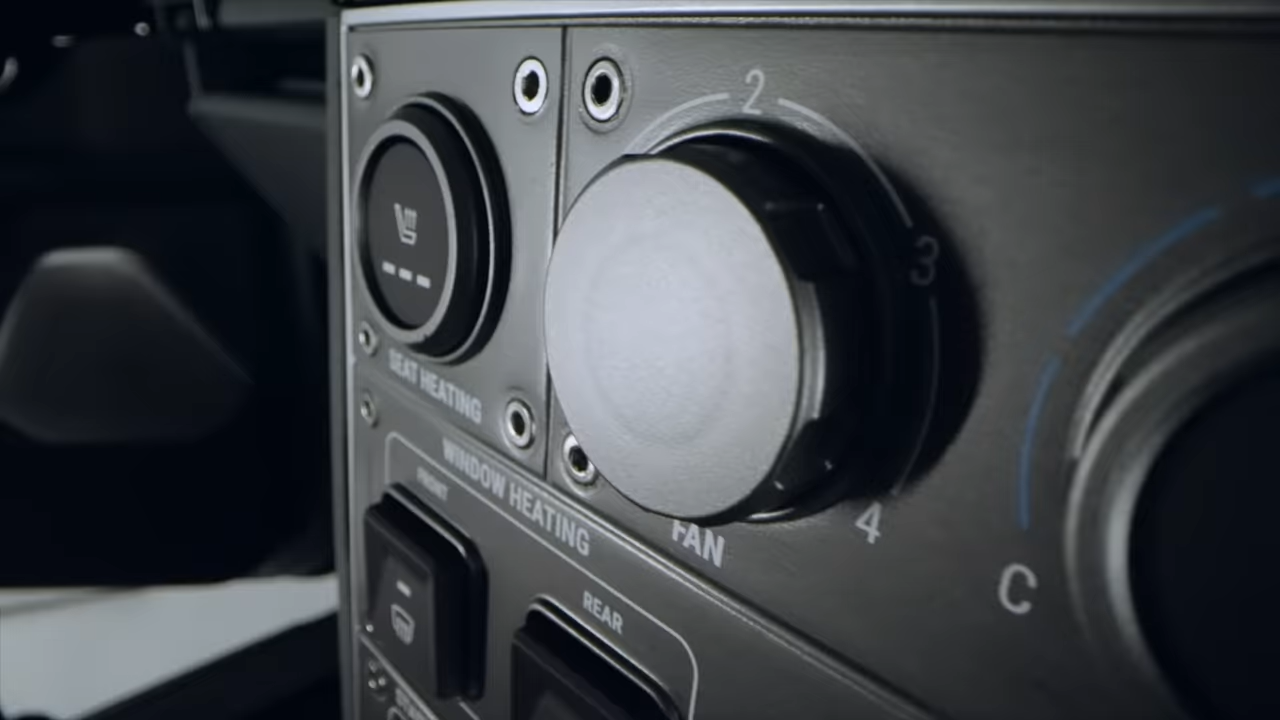 2
3
4
SEAT HEATING
FAN
C
WINDOW HEATING
FRONT
REAR